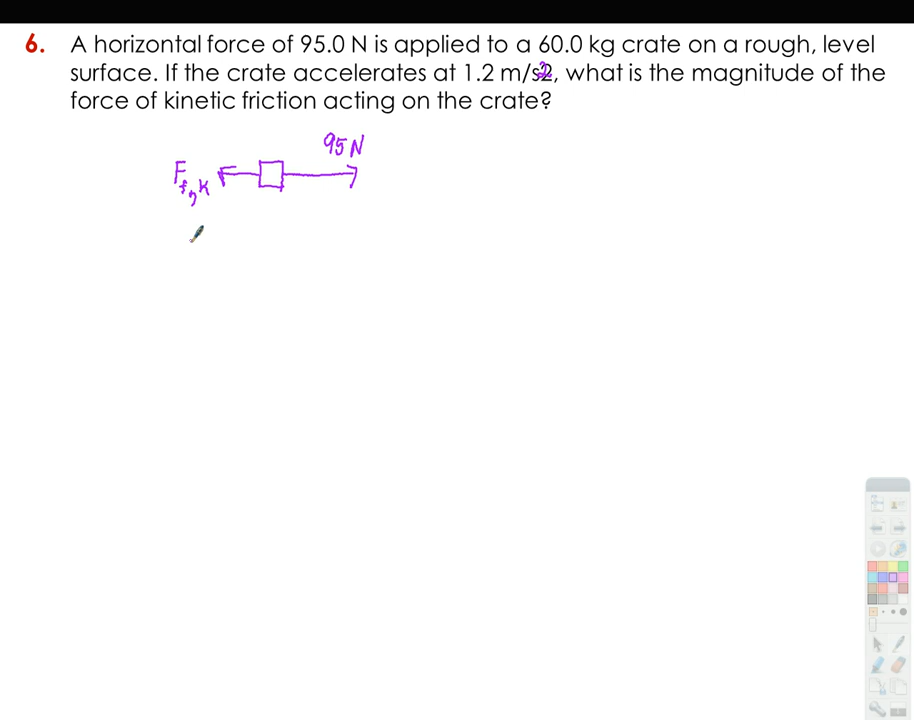 6. A horizontal force of 95.0 N is applied to a 60.0 kg crate on a rough, level
surface. If the crate accelerates at 1.2 m/s2, what is the magnitude of the
force of kinetic friction acting on the crate?
95 N
Ff,k